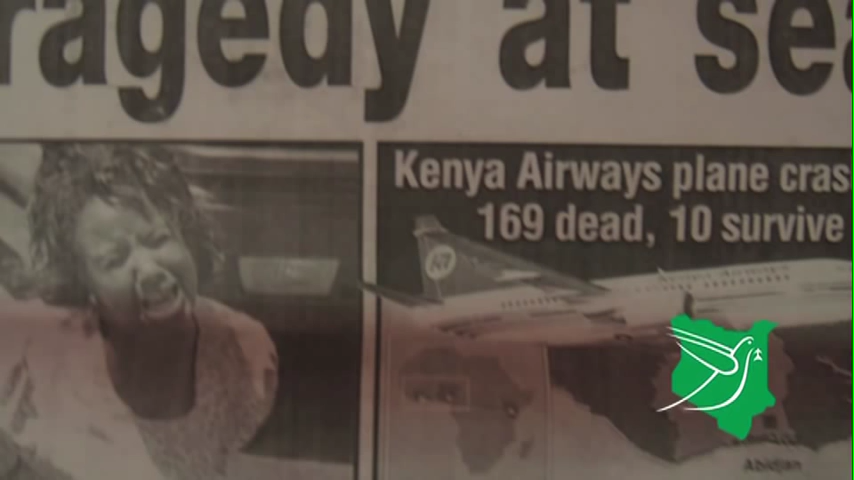 ragedy at sea
Kenya Airways plane cras
169 dead, 10 survive
Abidjan